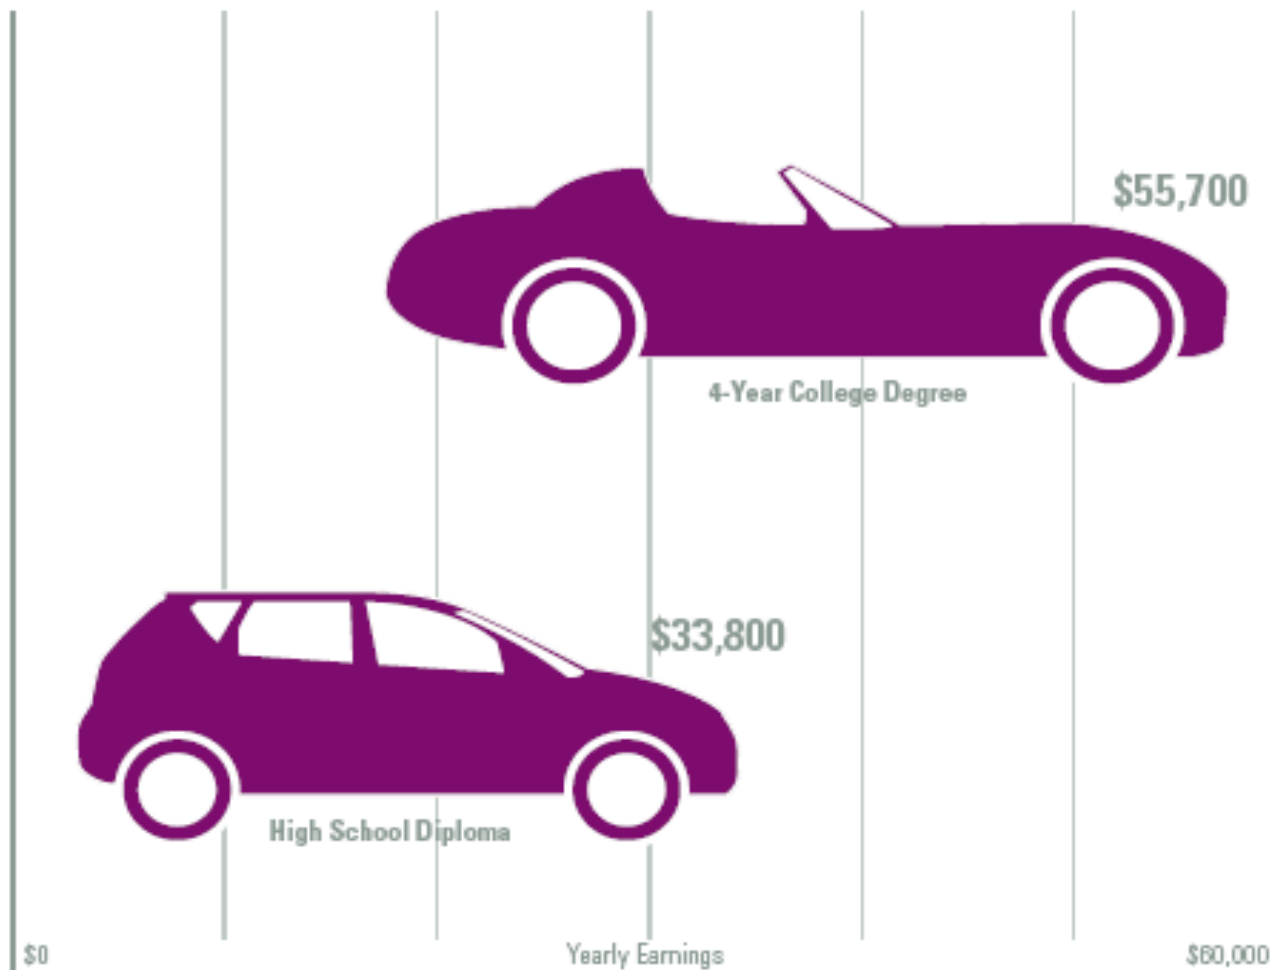 $55,700
4-Year College Degree
$33,800
High School Diploma
$0
Yearly Earnings
$60,000